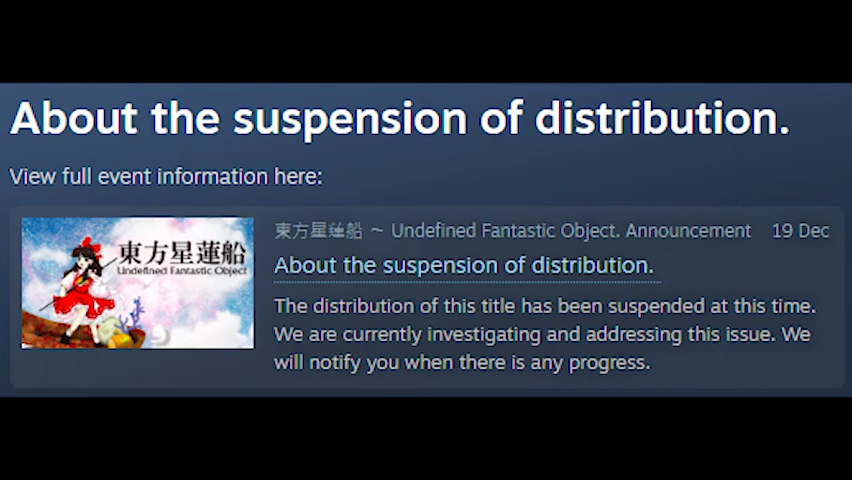 About the suspension of distribution.
View full event information here:
東方星蓮船
Undefined Fantastic Object
東方星蓮船 ~ Undefined Fantastic Object. Announcement 19 Dec
About the suspension of distribution.
The distribution of this title has been suspended at this time.
We are currently investigating and addressing this issue. We
will notify you when there is any progress.